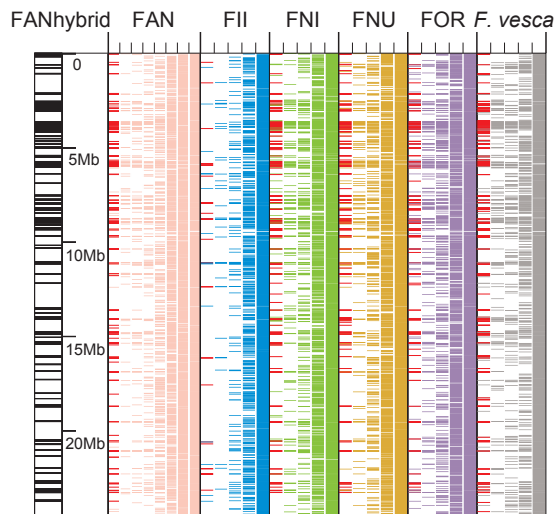 FANhybrid FAN FII FNI FNU FOR F. vesca
0
5Mb
10Mb
15Mb
20Mb